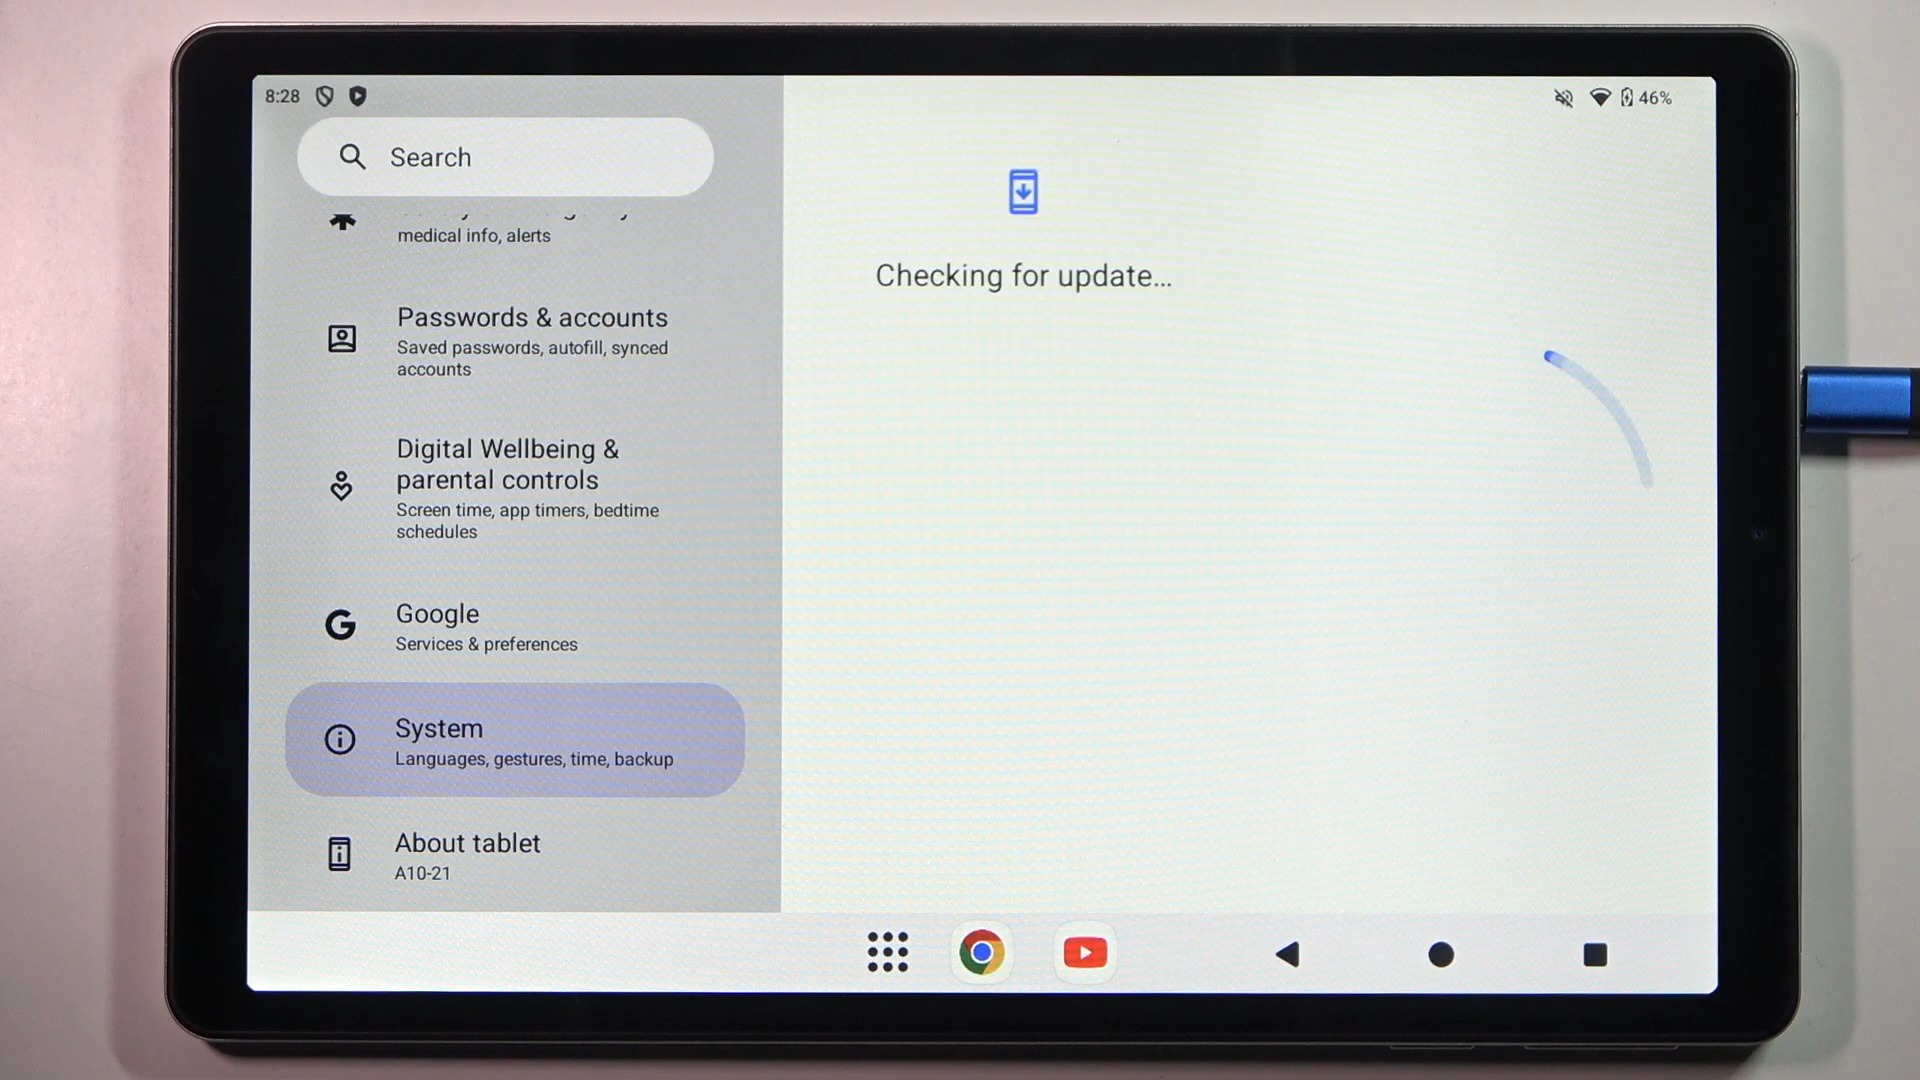 8:28
46%
Search
medical info, alerts
Passwords & accounts
Saved passwords, autofill, synced
accounts
Digital Wellbeing &
parental controls
Screen time, app timers, bedtime
schedules
Google
Services & preferences
System
Languages, gestures, time, backup
About tablet
A10-21
Checking for update...